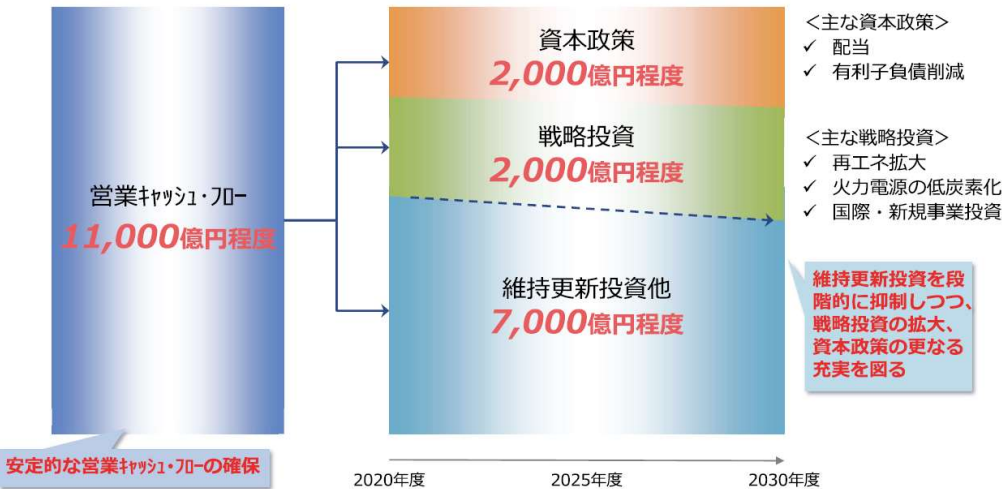 営業ｷｬｯｼｭ・ﾌﾛｰ
11,000億円程度
安定的な営業ｷｬｯｼｭ・ﾌﾛｰの確保
資本政策
2,000億円程度
戦略投資
2,000億円程度
維持更新投資他
7,000億円程度
2020年度
2025年度
2030年度
＜主な資本政策＞
✓ 配当
✓ 有利子負債削減
＜主な戦略投資＞
✓ 再エネ拡大
✓ 火力電源の低炭素化
✓ 国際・新規事業投資
維持更新投資を段
階的に抑制しつつ、
戦略投資の拡大、
資本政策の更なる
充実を図る